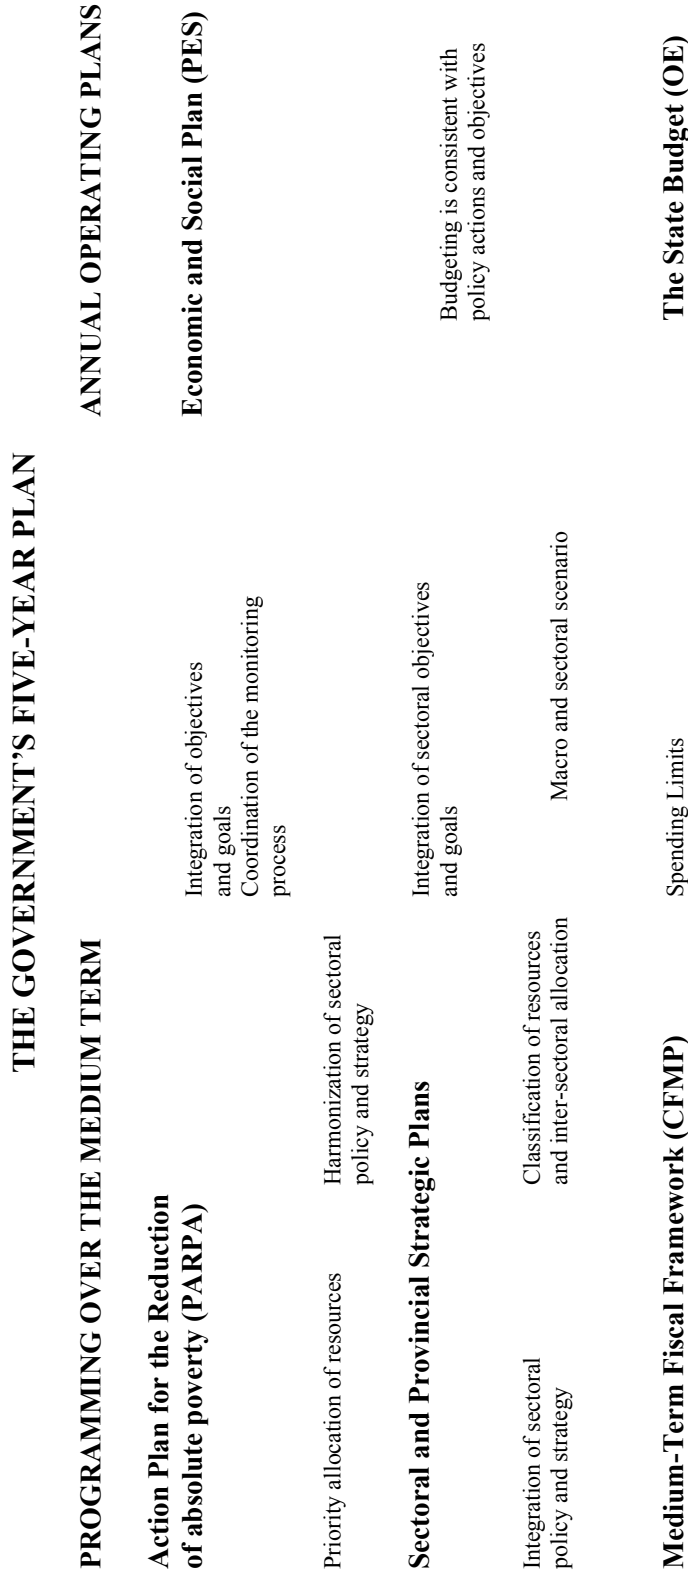 THE GOVERNMENT'S FIVE-YEAR PLAN
PROGRAMMING OVER THE MEDIUM TERM
ANNUAL OPERATING PLANS
Action Plan for the Reduction
of absolute poverty (PARPA)
Integration of objectives
and goals
Coordination of the monitoring
process
Economic and Social Plan (PES)
Priority allocation of resources
Harmonization of sectoral
policy and strategy
Sectoral and Provincial Strategic Plans
Integration of sectoral objectives
and goals
Budgeting is consistent with
policy actions and objectives
Integration of sectoral
policy and strategy
Classification of resources
and inter-sectoral allocation
Macro and sectoral scenario
Medium-Term Fiscal Framework (CFMP)
Spending Limits
The State Budget (OE)